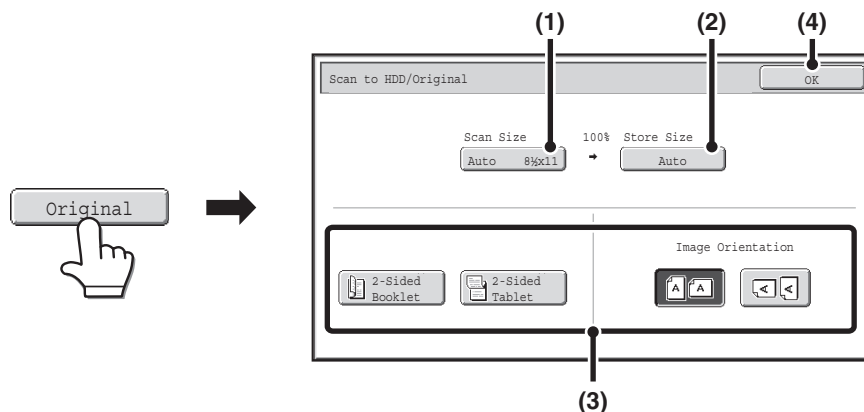 (1)
(2)
(4)
Scan to HDD/Original
OK
Scan Size
100%
Store Size
Auto 8½x11
Auto
Original
Image Orientation
2-Sided
Booklet
2-Sided
Tablet
A A
A A
(3)